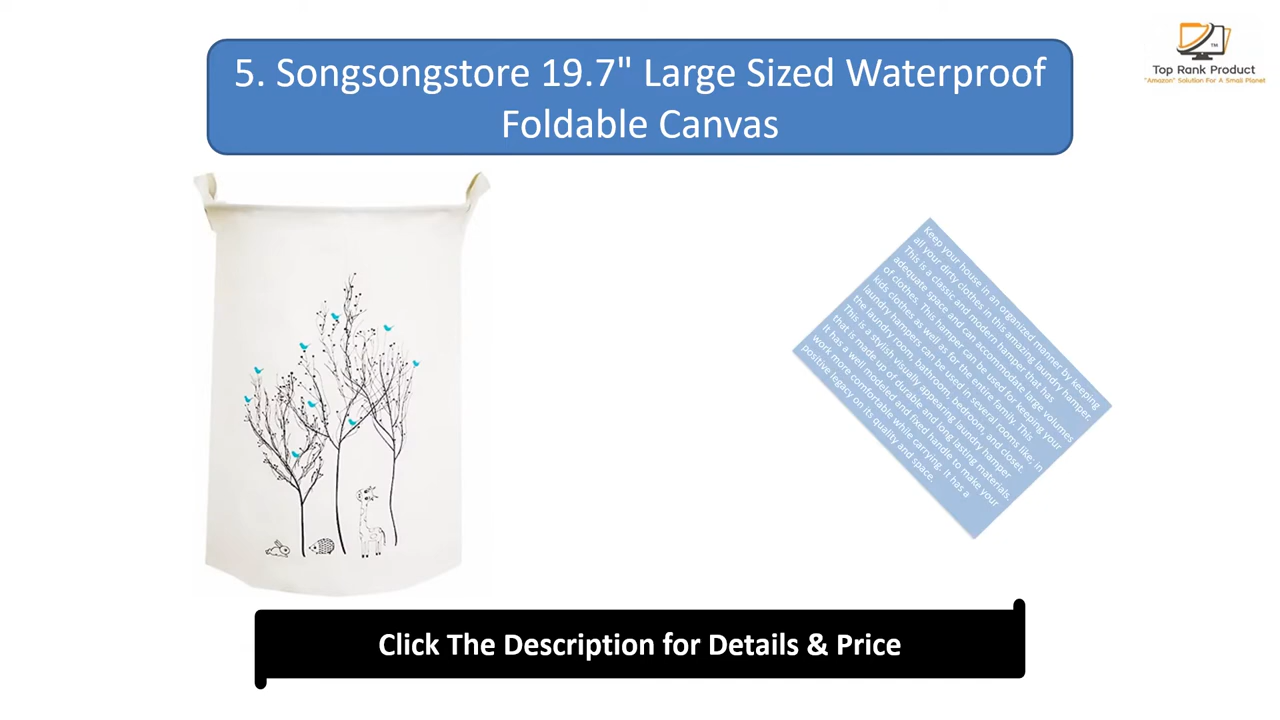 5. Songsongstore 19.7" Large Sized Waterproof
Foldable Canvas
TM
Top Rank Product
"Amazon" Solution For A Small Planet
Keep your house in an organized manner by keeping
all your dirty clothes in this amazing laundry hamper.
This is a classic and modern hamper that has
adequate space and can accommodate large volumes
of clothes. This hamper can be used for keeping your
kids clothes as well as for the entire family. This
laundry hampers can be used in several rooms like; in
the laundry room, bathroom, bedroom, and closet.
This is a stylish visually appearing laundry hamper
that is made up of durable and long lasting materials.
It has a well modeled and fixed handle to make your
work more comfortable while carrying. It has a
positive legacy on its quality and space.
Click The Description for Details & Price